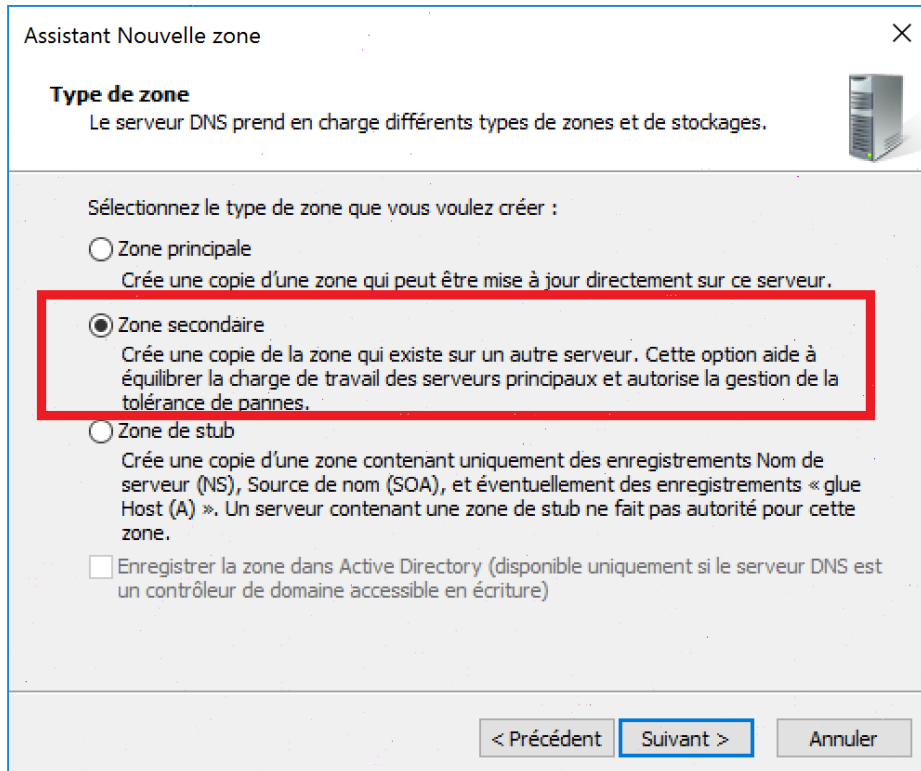 Assistant Nouvelle zone
Type de zone
Le serveur DNS prend en charge différents types de zones et de stockages.
Sélectionnez le type de zone que vous voulez créer :
Zone principale
Crée une copie d'une zone qui peut être mise à jour directement sur ce serveur.
Zone secondaire
Crée une copie de la zone qui existe sur un autre serveur. Cette option aide à
équilibrer la charge de travail des serveurs principaux et autorise la gestion de la
tolérance de pannes.
Zone de stub
Crée une copie d'une zone contenant uniquement des enregistrements Nom de
serveur (NS), Source de nom (SOA), et éventuellement des enregistrements « glue
Host (A) ». Un serveur contenant une zone de stub ne fait pas autorité pour cette
zone.
Enregistrer la zone dans Active Directory (disponible uniquement si le serveur DNS est
un contrôleur de domaine accessible en écriture)
< Précédent Suivant > Annuler